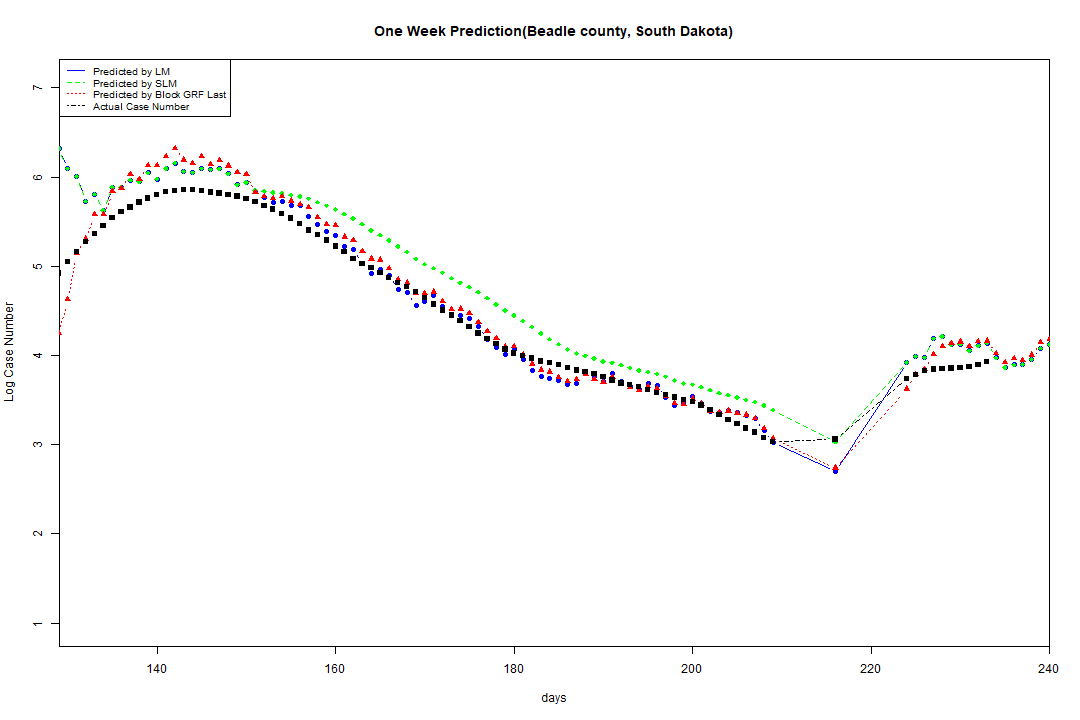 One Week Prediction(Beadle county, South Dakota)
Predicted by LM
Predicted by SLM
Predicted by Block GRF Last
Actual Case Number
7
6
5
4
3
2
1
Log Case Number
140 160 180 200 220 240
days